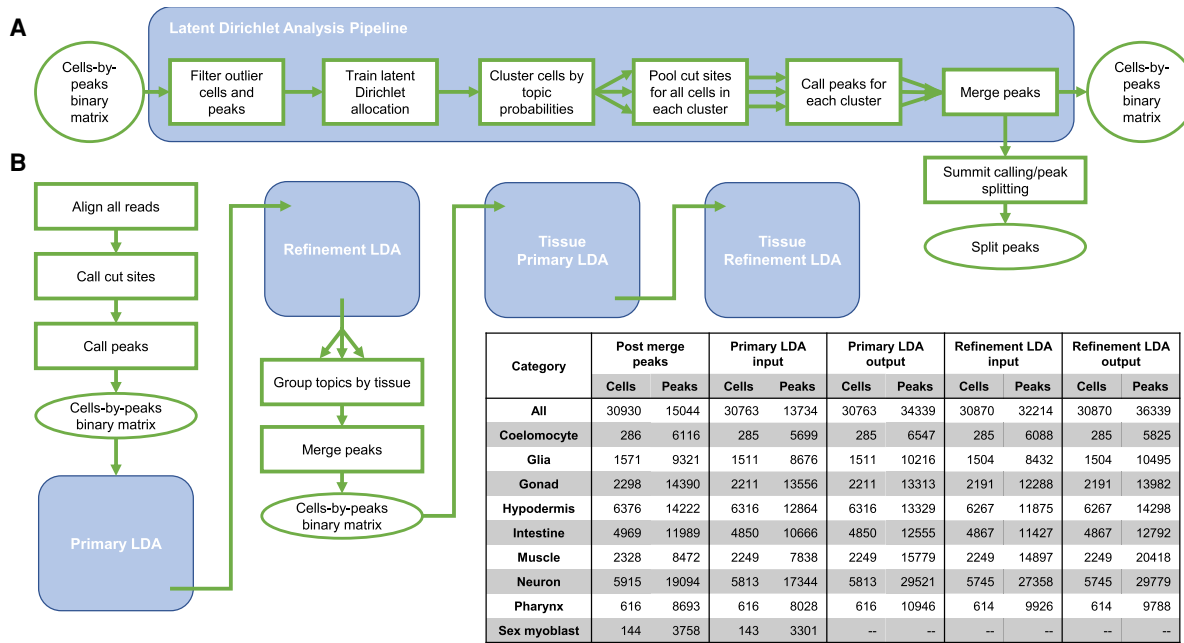 A
Latent Dirichlet Analysis Pipeline
Cells-by-
peaks
binary
matrix
Filter outlier
cells and
peaks
Train latent
Dirichlet
allocation
Cluster cells by
topic
probabilities
Pool cut sites
for all cells in
each cluster
Call peaks for
each cluster
Merge peaks
Cells-by-
peaks
binary
matrix
Summit calling/peak
splitting
Split peaks
B
Align all reads
Call cut sites
Call peaks
Cells-by-peaks
binary matrix
Primary LDA
Refinement LDA
Group topics by tissue
Merge peaks
Cells-by-peaks
binary matrix
Tissue
Primary LDA
Tissue
Refinement LDA
Category Post merge peaks Primary LDA input Primary LDA output Refinement LDA input Refinement LDA output
Cells Peaks Cells Peaks Cells Peaks Cells Peaks Cells Peaks
All 30930 15044 30763 13734 30763 34339 30870 32214 30870 36339
Coelomocyte 286 6116 285 5699 285 6547 285 6088 285 5825
Glia 1571 9321 1511 8676 1511 10216 1504 8432 1504 10495
Gonad 2298 14390 2211 13556 2211 13313 2191 12288 2191 13982
Hypodermis 6376 14222 6316 12864 6316 13329 6267 11875 6267 14298
Intestine 4969 11989 4850 10666 4850 12555 4867 11427 4867 12792
Muscle 2328 8472 2249 7838 2249 15779 2249 14897 2249 20418
Neuron 5915 19094 5813 17344 5813 29521 5745 27358 5745 29779
Pharynx 616 8693 616 8028 616 10946 614 9926 614 9788
Sex myoblast 144 3758 143 3301 -- -- -- -- -- --